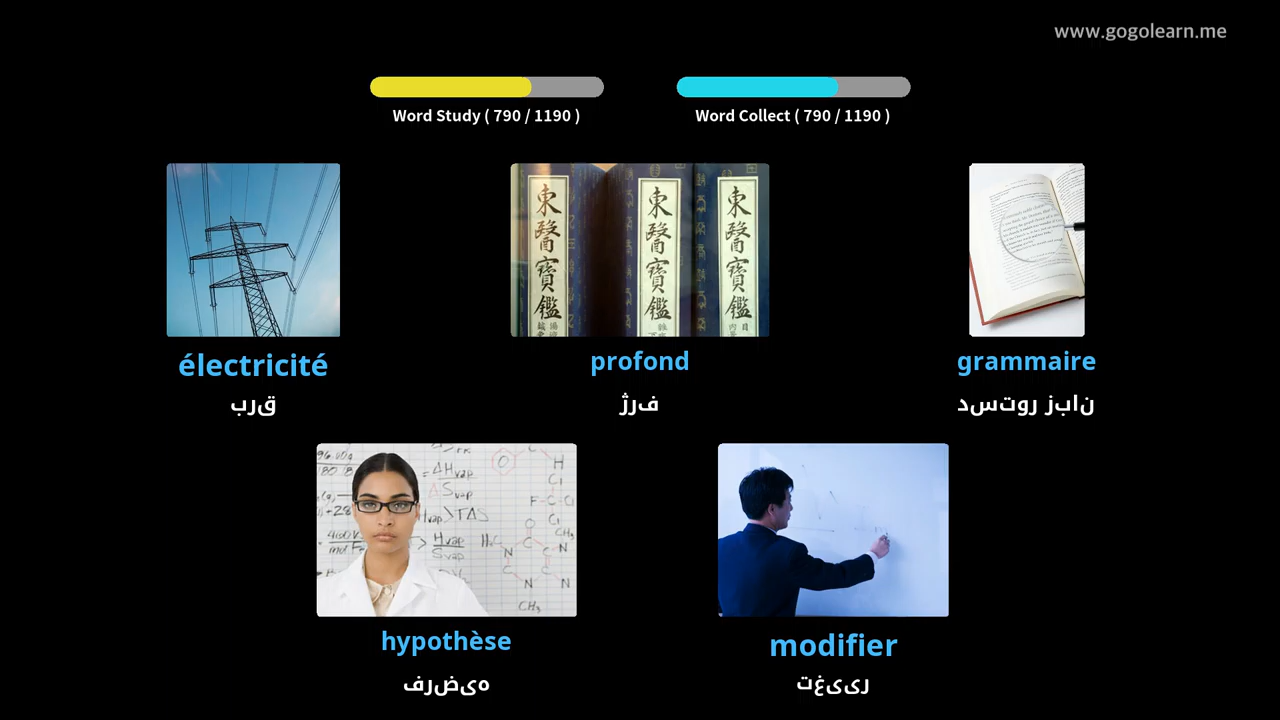 www.gogolearn.me
Word Study ( 790 / 1190 )
Word Collect ( 790 / 1190 )
東醫寶鑑
東醫寶鑑
東醫寶鑑
électricité
قرب
profond
فرژ
grammaire
نابز روتسد
hypothèse
هیضرف
modifier
رییغت